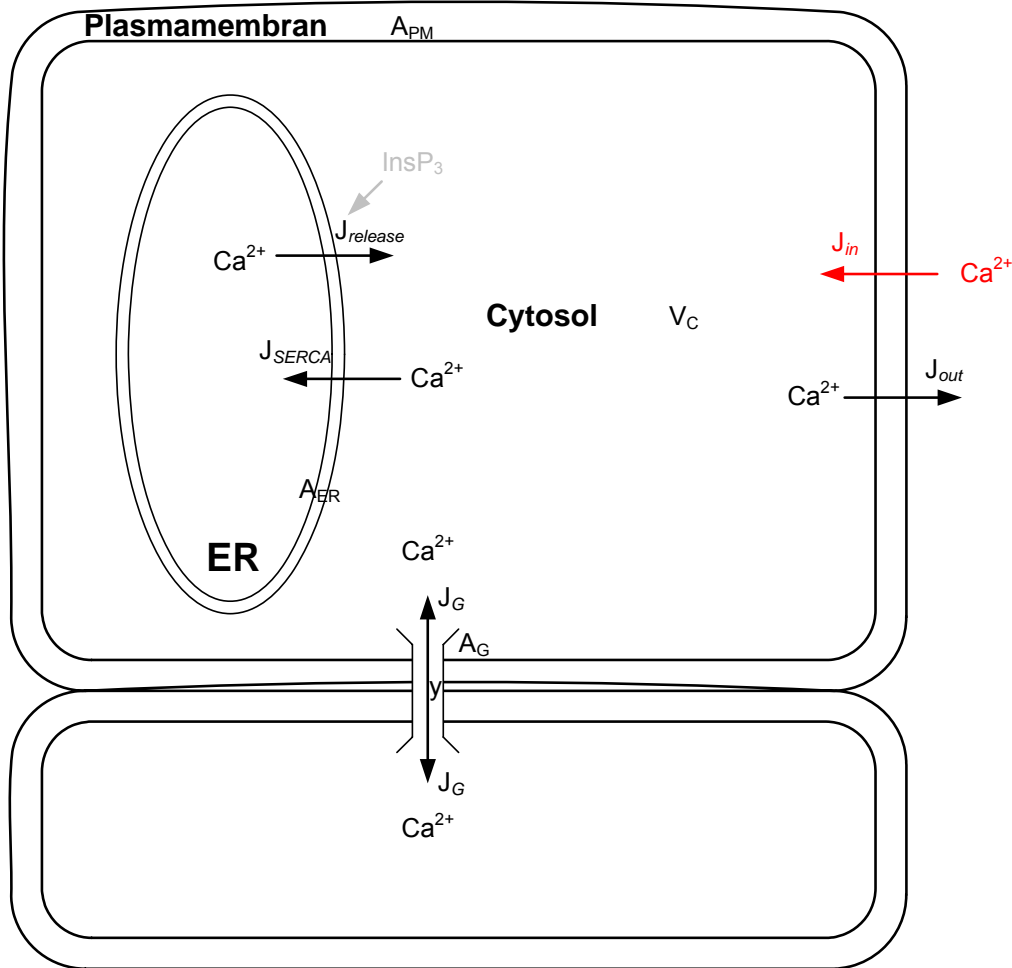 Plasmamembran A_PM
InsP₃
J_release
Ca²⁺
J_in
Ca²⁺
Cytosol V_C
J_SERCA
Ca²⁺
J_out
Ca²⁺
A_ER
ER
Ca²⁺
J_G
A_G
y
J_G
Ca²⁺